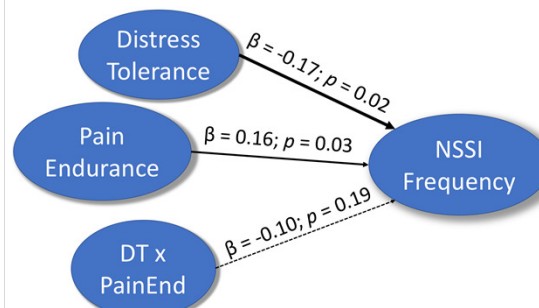 Distress
Tolerance
β = -0.17; p = 0.02
Pain
Endurance
β = 0.16; p = 0.03
NSSI
Frequency
β = -0.10; p = 0.19
DT x
PainEnd